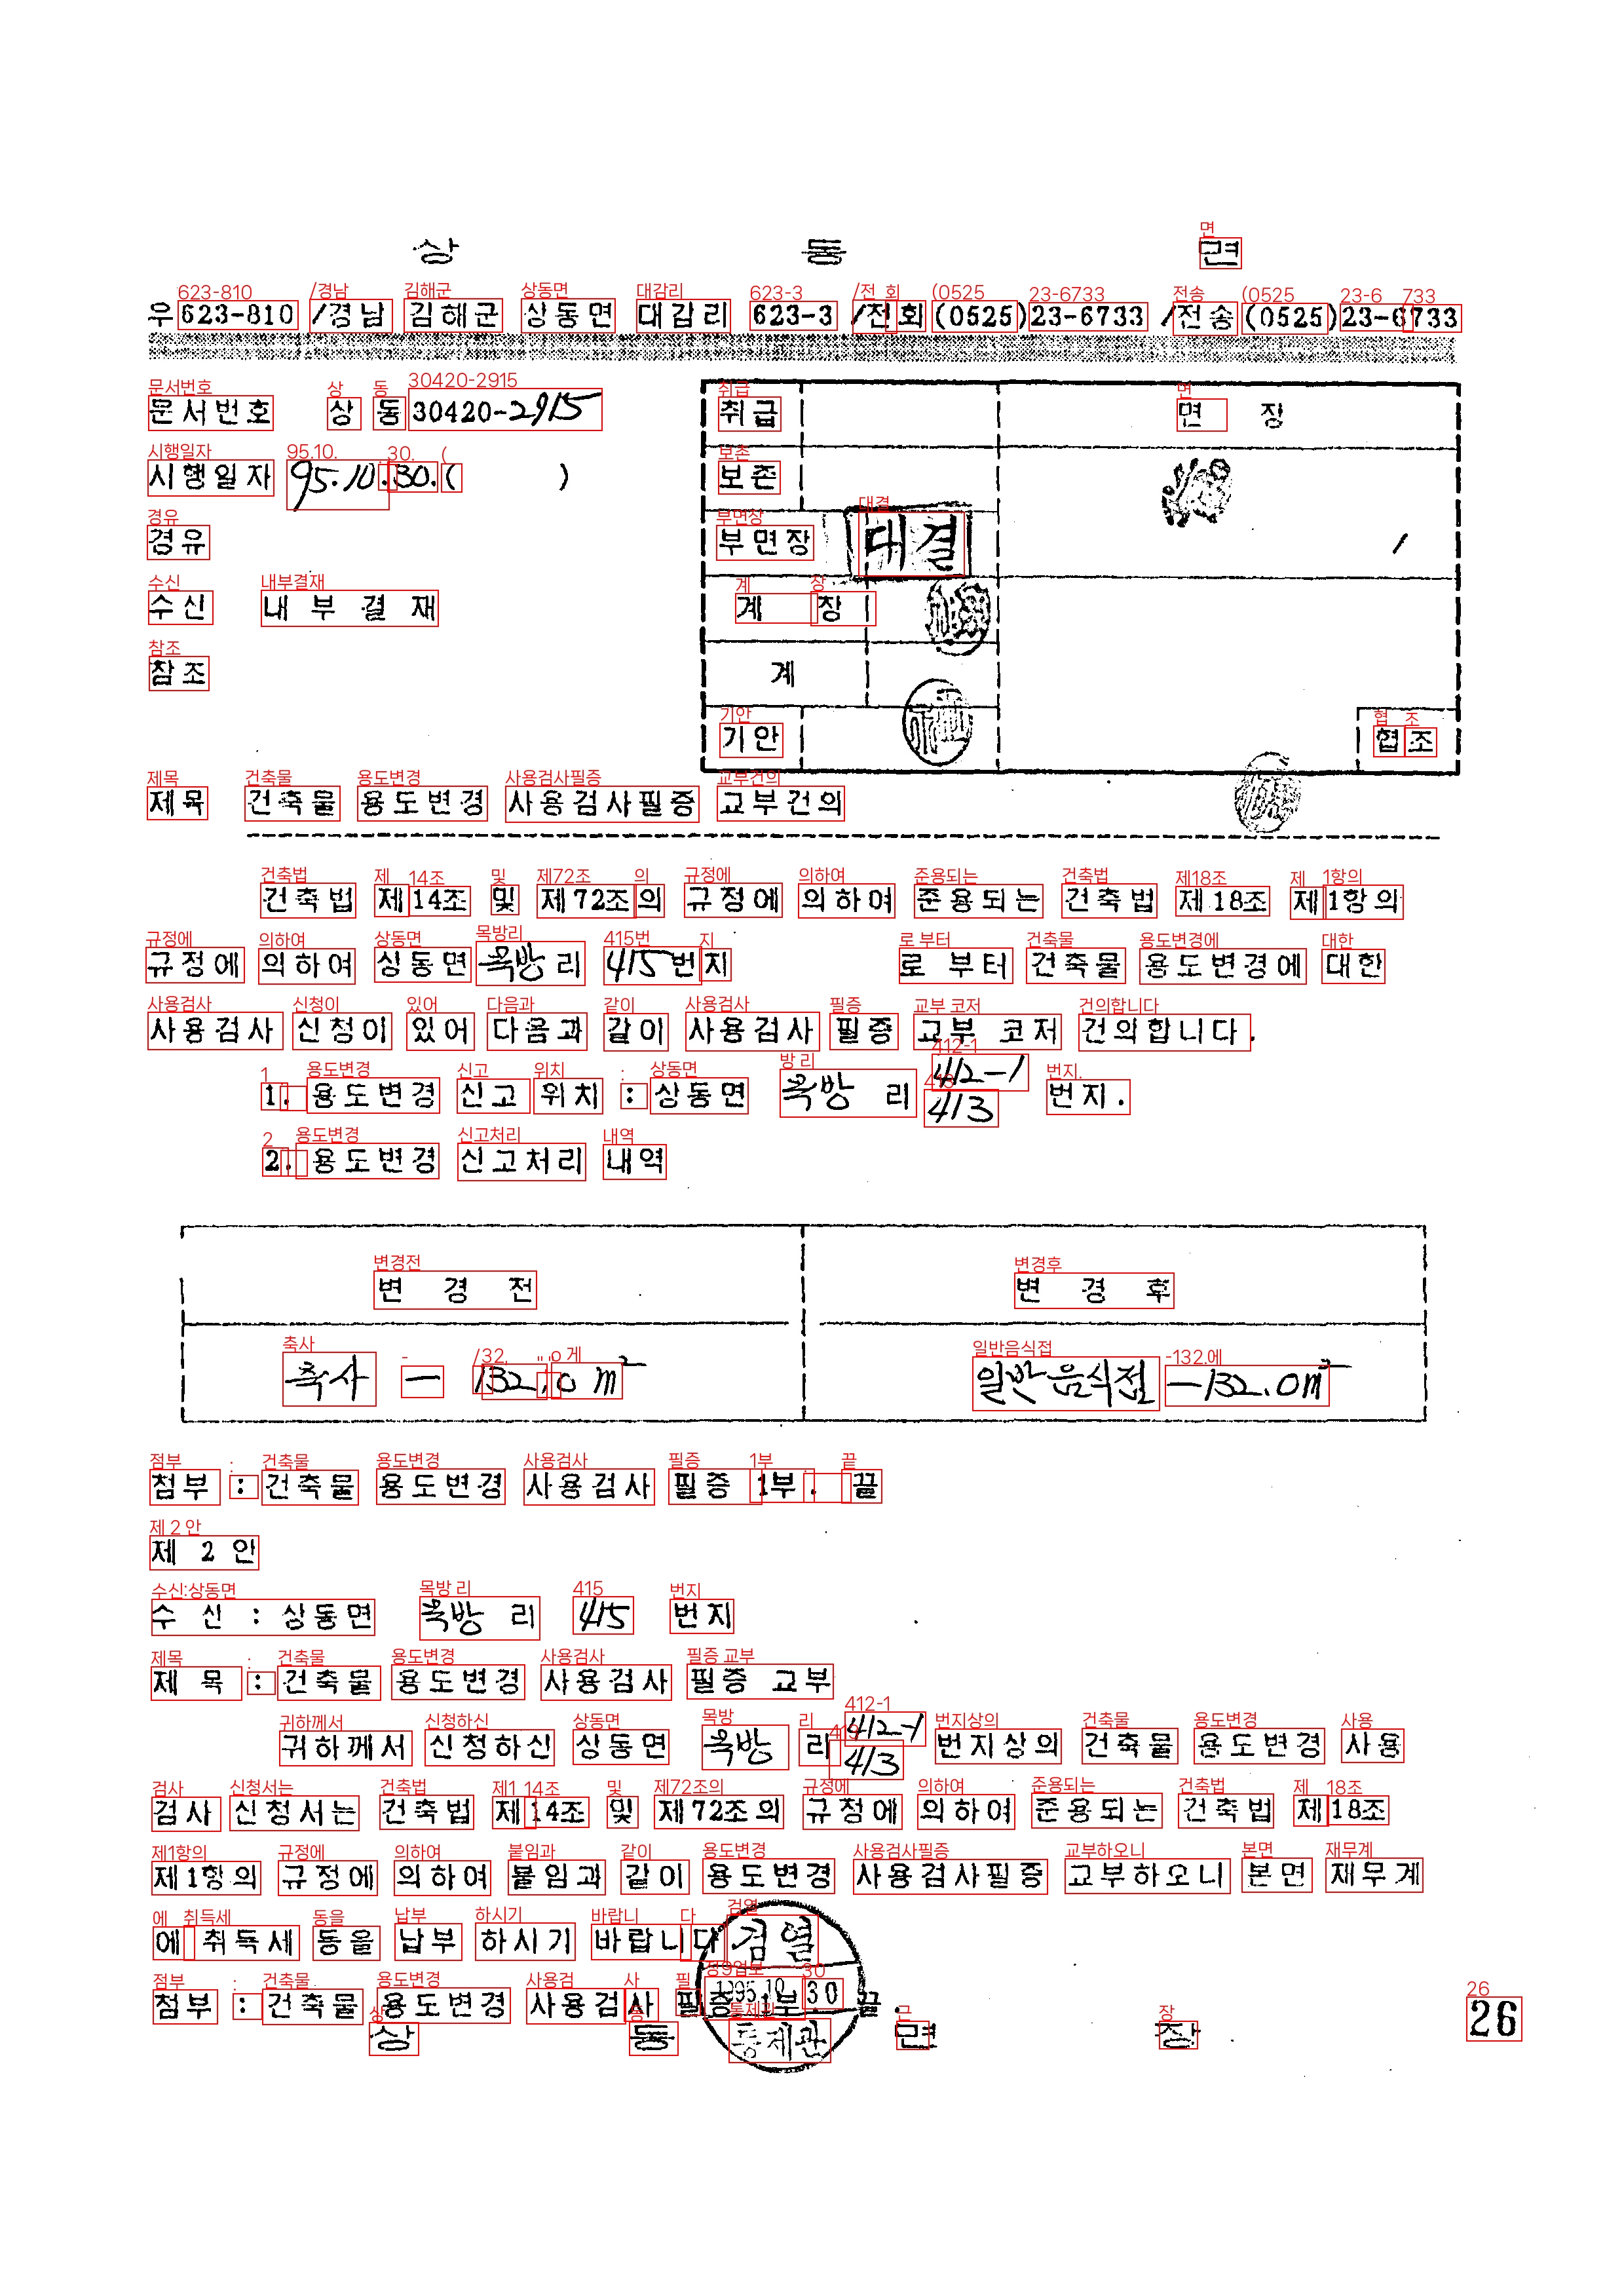 상 동 면
우623-810 /경남 김해군 상동면 대감리 623-3 /전회(0525)23-6733 /전송(0525)23-6733
문서번호 상동30420-2915
시행일자 95.10.30.( )
경유
수신 내부결재
참조
취급 면 장
보존
부면장 대결
계 장
계
기안 협조
제목 건축물 용도변경 사용검사필증 교부건의
건축법 제14조 및 제72조의 규정에 의하여 준용되는 건축법 제18조 제1항의
규정에 의하여 상동면 묵방리 415번지 로 부터 건축물 용도변경에 대한
사용검사 신청이 있어 다음과 같이 사용검사 필증 교부 코저 건의합니다.
1. 용도변경 신고 위치 : 상동면 묵방 리 412-1 413 번지.
2. 용도변경 신고처리 내역
변 경 전 변 경 후
축사 - 132.0㎡ 일반음식점 -132.0㎡
첨부 : 건축물 용도변경 사용검사 필증 1부. 끝
제 2 안
수 신 : 상동면 묵방 리 415 번지
제 목 : 건축물 용도변경 사용검사 필증 교부
귀하께서 신청하신 상동면 묵방 리 412-1 413 번지상의 건축물 용도변경 사용
검사 신청서는 건축법 제14조 및 제72조의 규정에 의하여 준용되는 건축법 제18조
제1항의 규정에 의하여 붙임과 같이 용도변경 사용검사필증 교부하오니 본면 재무계
에 취득세 등을 납부 하시기 바랍니다
첨부 : 건축물 용도변경 사용검사 필증 1부. 끝.
검열
1995.10.30
통제관
상 동 면 장
26